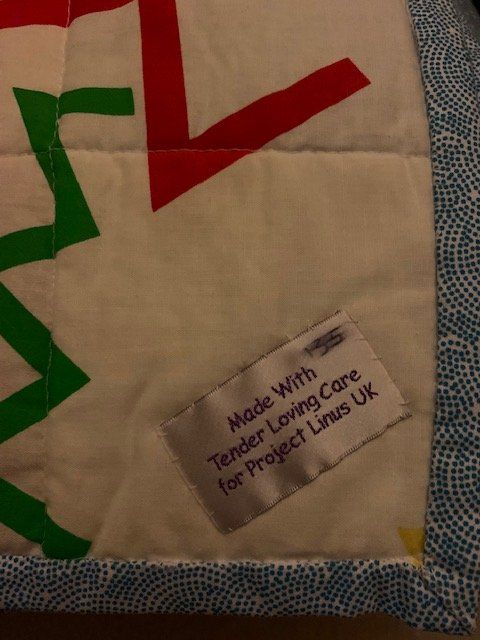 Made With
Tender Loving Care
for Project Linus UK